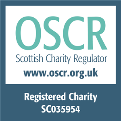 OSCR
Scottish Charity Regulator
www.oscr.org.uk
Registered Charity
SC035954